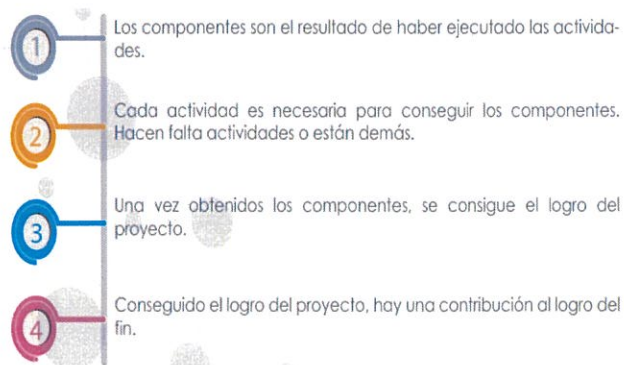 1
Los componentes son el resultado de haber ejecutado las activida-
des.
2
Cada actividad es necesaria para conseguir los componentes.
Hacen falta actividades o están demás.
3
Una vez obtenidos los componentes, se consigue el logro del
proyecto.
4
Conseguido el logro del proyecto, hay una contribución al logro del
fin.